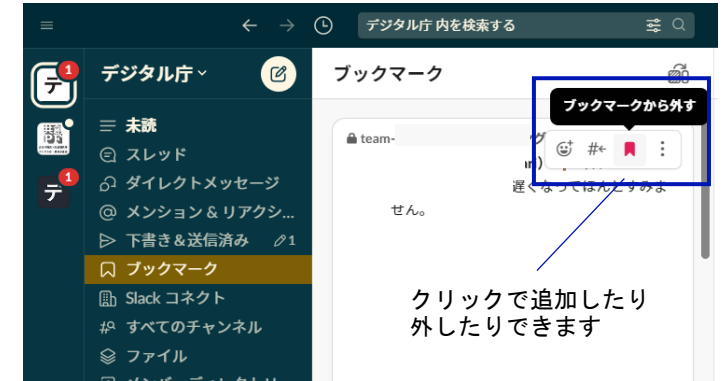 デジタル庁 内を検索する
テ
1
デジタル庁
ブックマーク
ブックマークから外す
未読
スレッド
ダイレクトメッセージ
メンション & リアクシ...
下書き & 送信済み 1
ブックマーク
Slack コネクト
すべてのチャンネル
ファイル
テ
1
team-
遅くなってほんとすみま
せん。
クリックで追加したり
外したりできます